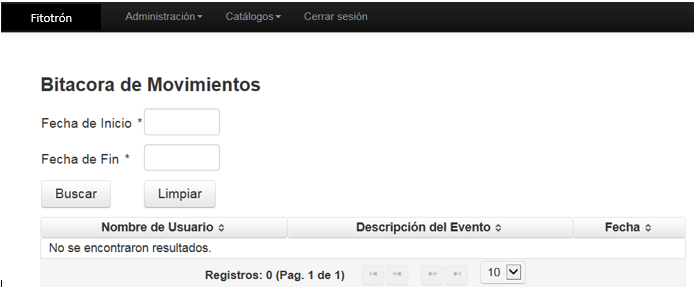 Fitotrón Administración Catálogos Cerrar sesión
Bitacora de Movimientos
Fecha de Inicio *
Fecha de Fin *
Buscar Limpiar
Nombre de Usuario Descripción del Evento Fecha
No se encontraron resultados.
Registros: 0 (Pag. 1 de 1) 10